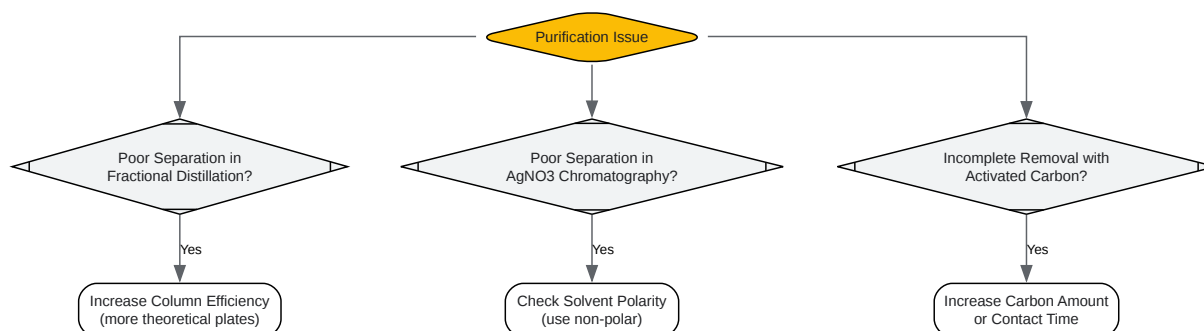 Purification Issue
Poor Separation in
Fractional Distillation?
Poor Separation in
AgNO3 Chromatography?
Incomplete Removal with
Activated Carbon?
Yes
Yes
Yes
Increase Column Efficiency
(more theoretical plates)
Check Solvent Polarity
(use non-polar)
Increase Carbon Amount
or Contact Time